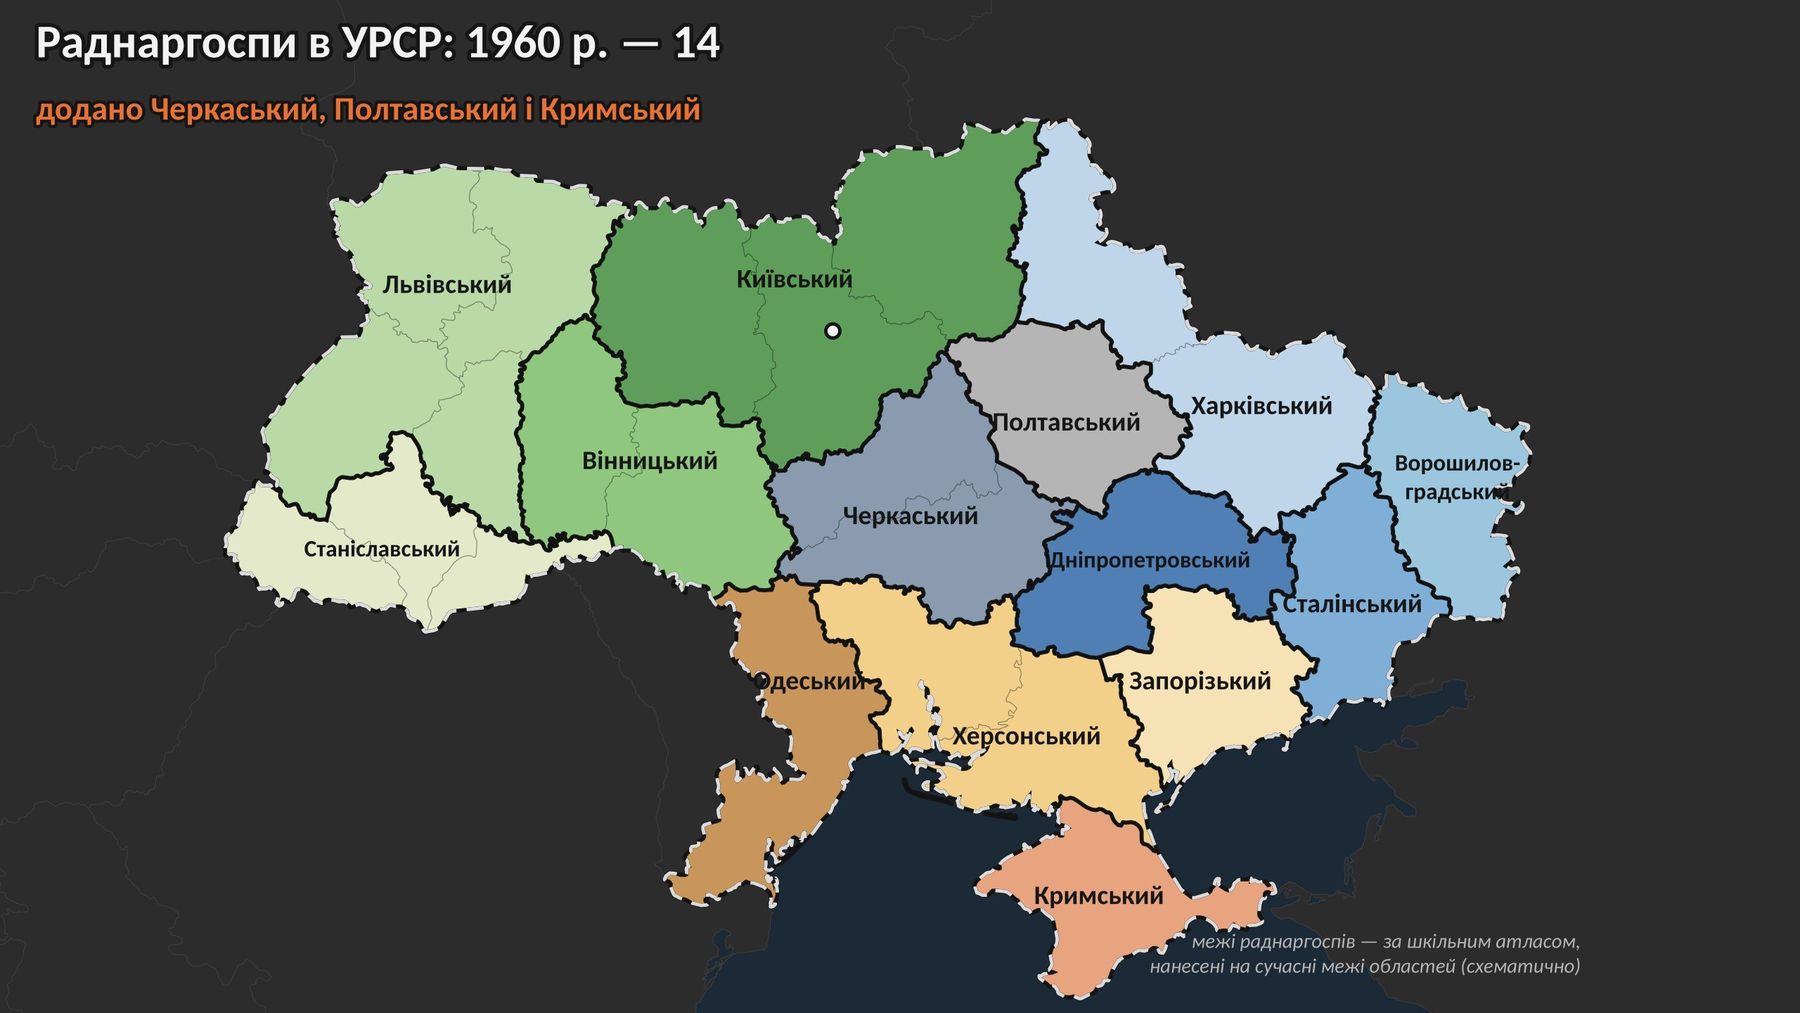 Раднаргоспи в УРСР: 1960 р. — 14
додано Черкаський, Полтавський і Кримський
Львівський
Київський
Полтавський
Харківський
Вінницький
Ворошилов-
градський
Черкаський
Станіславський
Дніпропетровський
Сталінський
Одеський
Запорізький
Херсонський
Кримський
межі раднаргоспів — за шкільним атласом,
нанесені на сучасні межі областей (схематично)